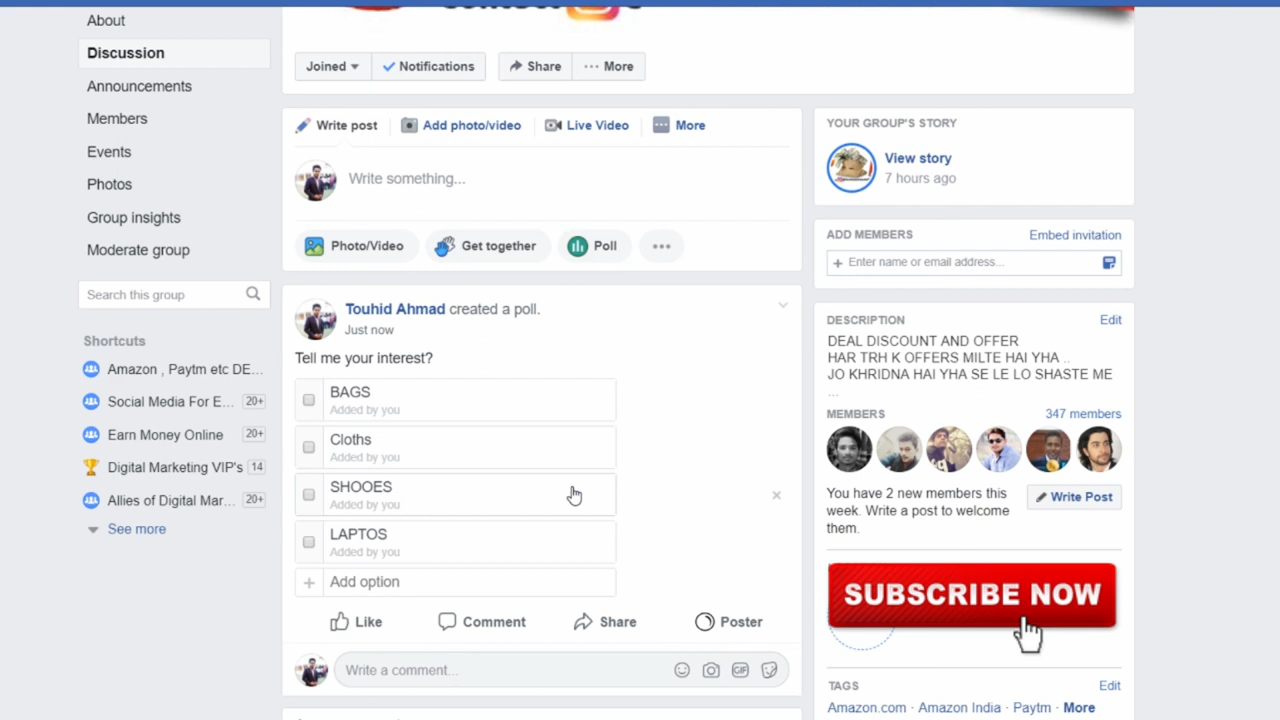 About
Discussion
Announcements
Members
Events
Photos
Group insights
Moderate group
Search this group
Shortcuts
Amazon , Paytm etc DE...
Social Media For E... 20+
Earn Money Online 20+
Digital Marketing VIP's 14
Allies of Digital Mar... 20+
See more
Joined Notifications Share ··· More
Write post Add photo/video Live Video More
Write something...
Photo/Video Get together Poll •••
Touhid Ahmad created a poll.
Just now
Tell me your interest?
BAGS
Added by you
Cloths
Added by you
SHOOES
Added by you
LAPTOS
Added by you
+ Add option
Like Comment Share Poster
Write a comment... GIF
YOUR GROUP'S STORY
View story
7 hours ago
ADD MEMBERS Embed invitation
+ Enter name or email address...
DESCRIPTION Edit
DEAL DISCOUNT AND OFFER
HAR TRH K OFFERS MILTE HAI YHA ..
JO KHRIDNA HAI YHA SE LE LO SHASTE ME
...
MEMBERS 347 members
You have 2 new members this
week. Write a post to welcome
them.
Write Post
SUBSCRIBE NOW
TAGS Edit
Amazon.com · Amazon India · Paytm · More